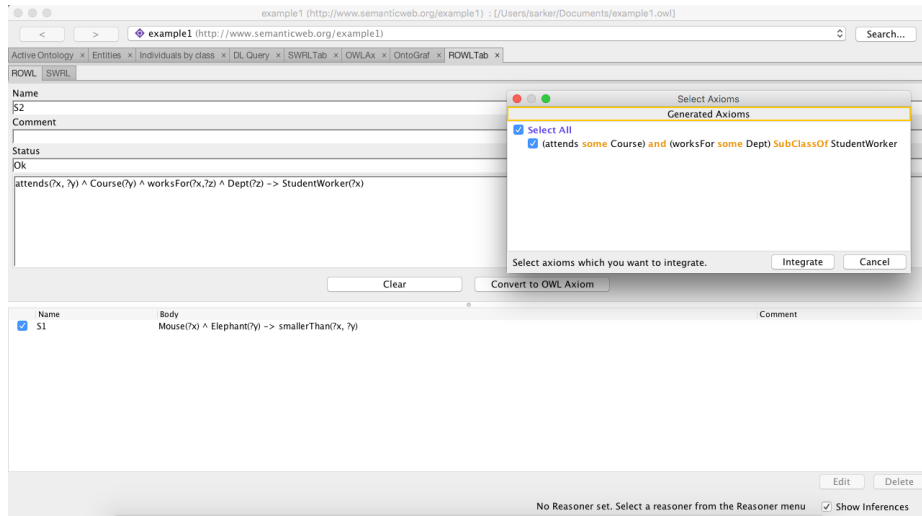 example1 (http://www.semanticweb.org/example1) : [/Users/sarker/Documents/example1.owl]
< > example1 (http://www.semanticweb.org/example1) Search...
Active Ontology × Entities × Individuals by class × DL Query × SWRLTab × OWLAx × OntoGraf × ROWLTab ×
ROWL SWRL
Name
S2
Comment
Status
Ok
attends(?x, ?y) ^ Course(?y) ^ worksFor(?x,?z) ^ Dept(?z) -> StudentWorker(?x)
Select Axioms
Generated Axioms
Select All
(attends some Course) and (worksFor some Dept) SubClassOf StudentWorker
Select axioms which you want to integrate. Integrate Cancel
Clear Convert to OWL Axiom
Name Body Comment
S1 Mouse(?x) ^ Elephant(?y) -> smallerThan(?x, ?y)
Edit Delete
No Reasoner set. Select a reasoner from the Reasoner menu Show Inferences